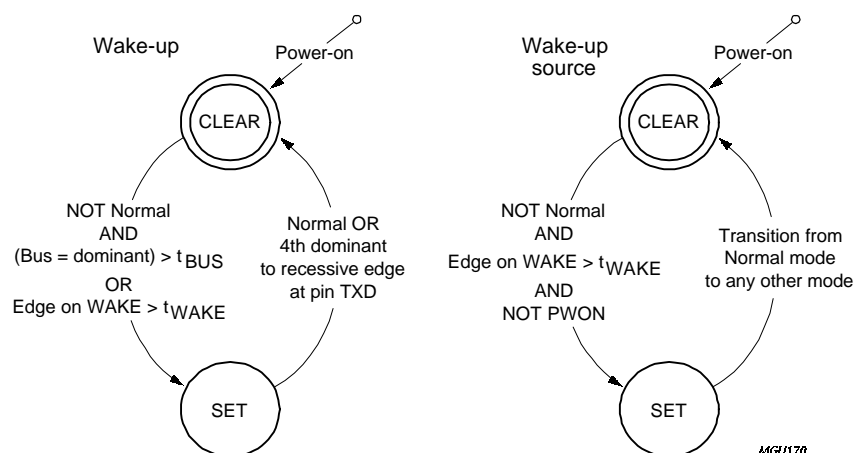 Wake-up
Power-on
CLEAR
NOT Normal
AND
(Bus = dominant) > tBUS
OR
Edge on WAKE > tWAKE
Normal OR
4th dominant
to recessive edge
at pin TXD
SET
Wake-up
source
Power-on
CLEAR
NOT Normal
AND
Edge on WAKE > tWAKE
AND
NOT PWON
Transition from
Normal mode
to any other mode
SET
MGU170